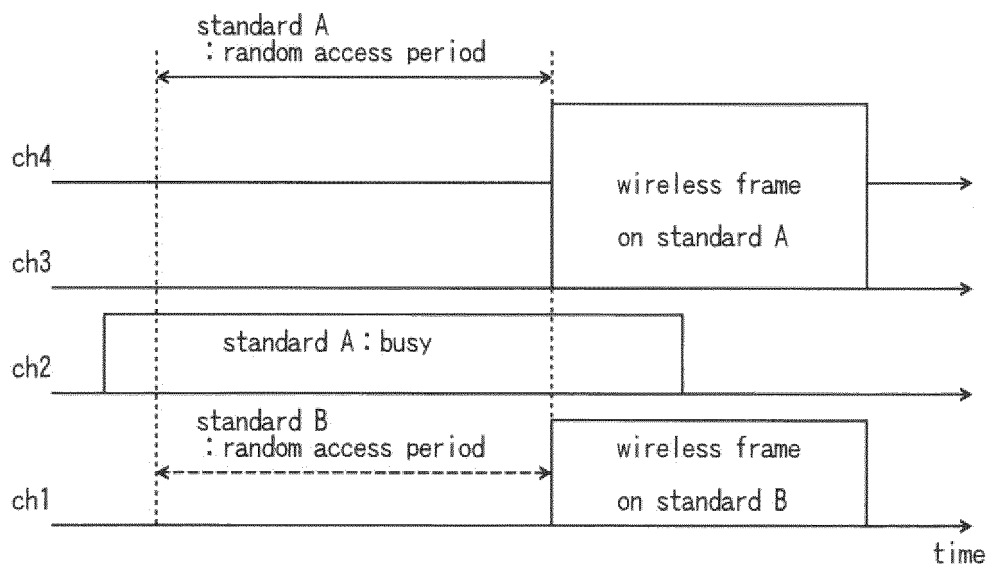 standard A
: random access period
ch4
wireless frame
on standard A
ch3
standard A : busy
ch2
standard B
: random access period
wireless frame
on standard B
ch1
time